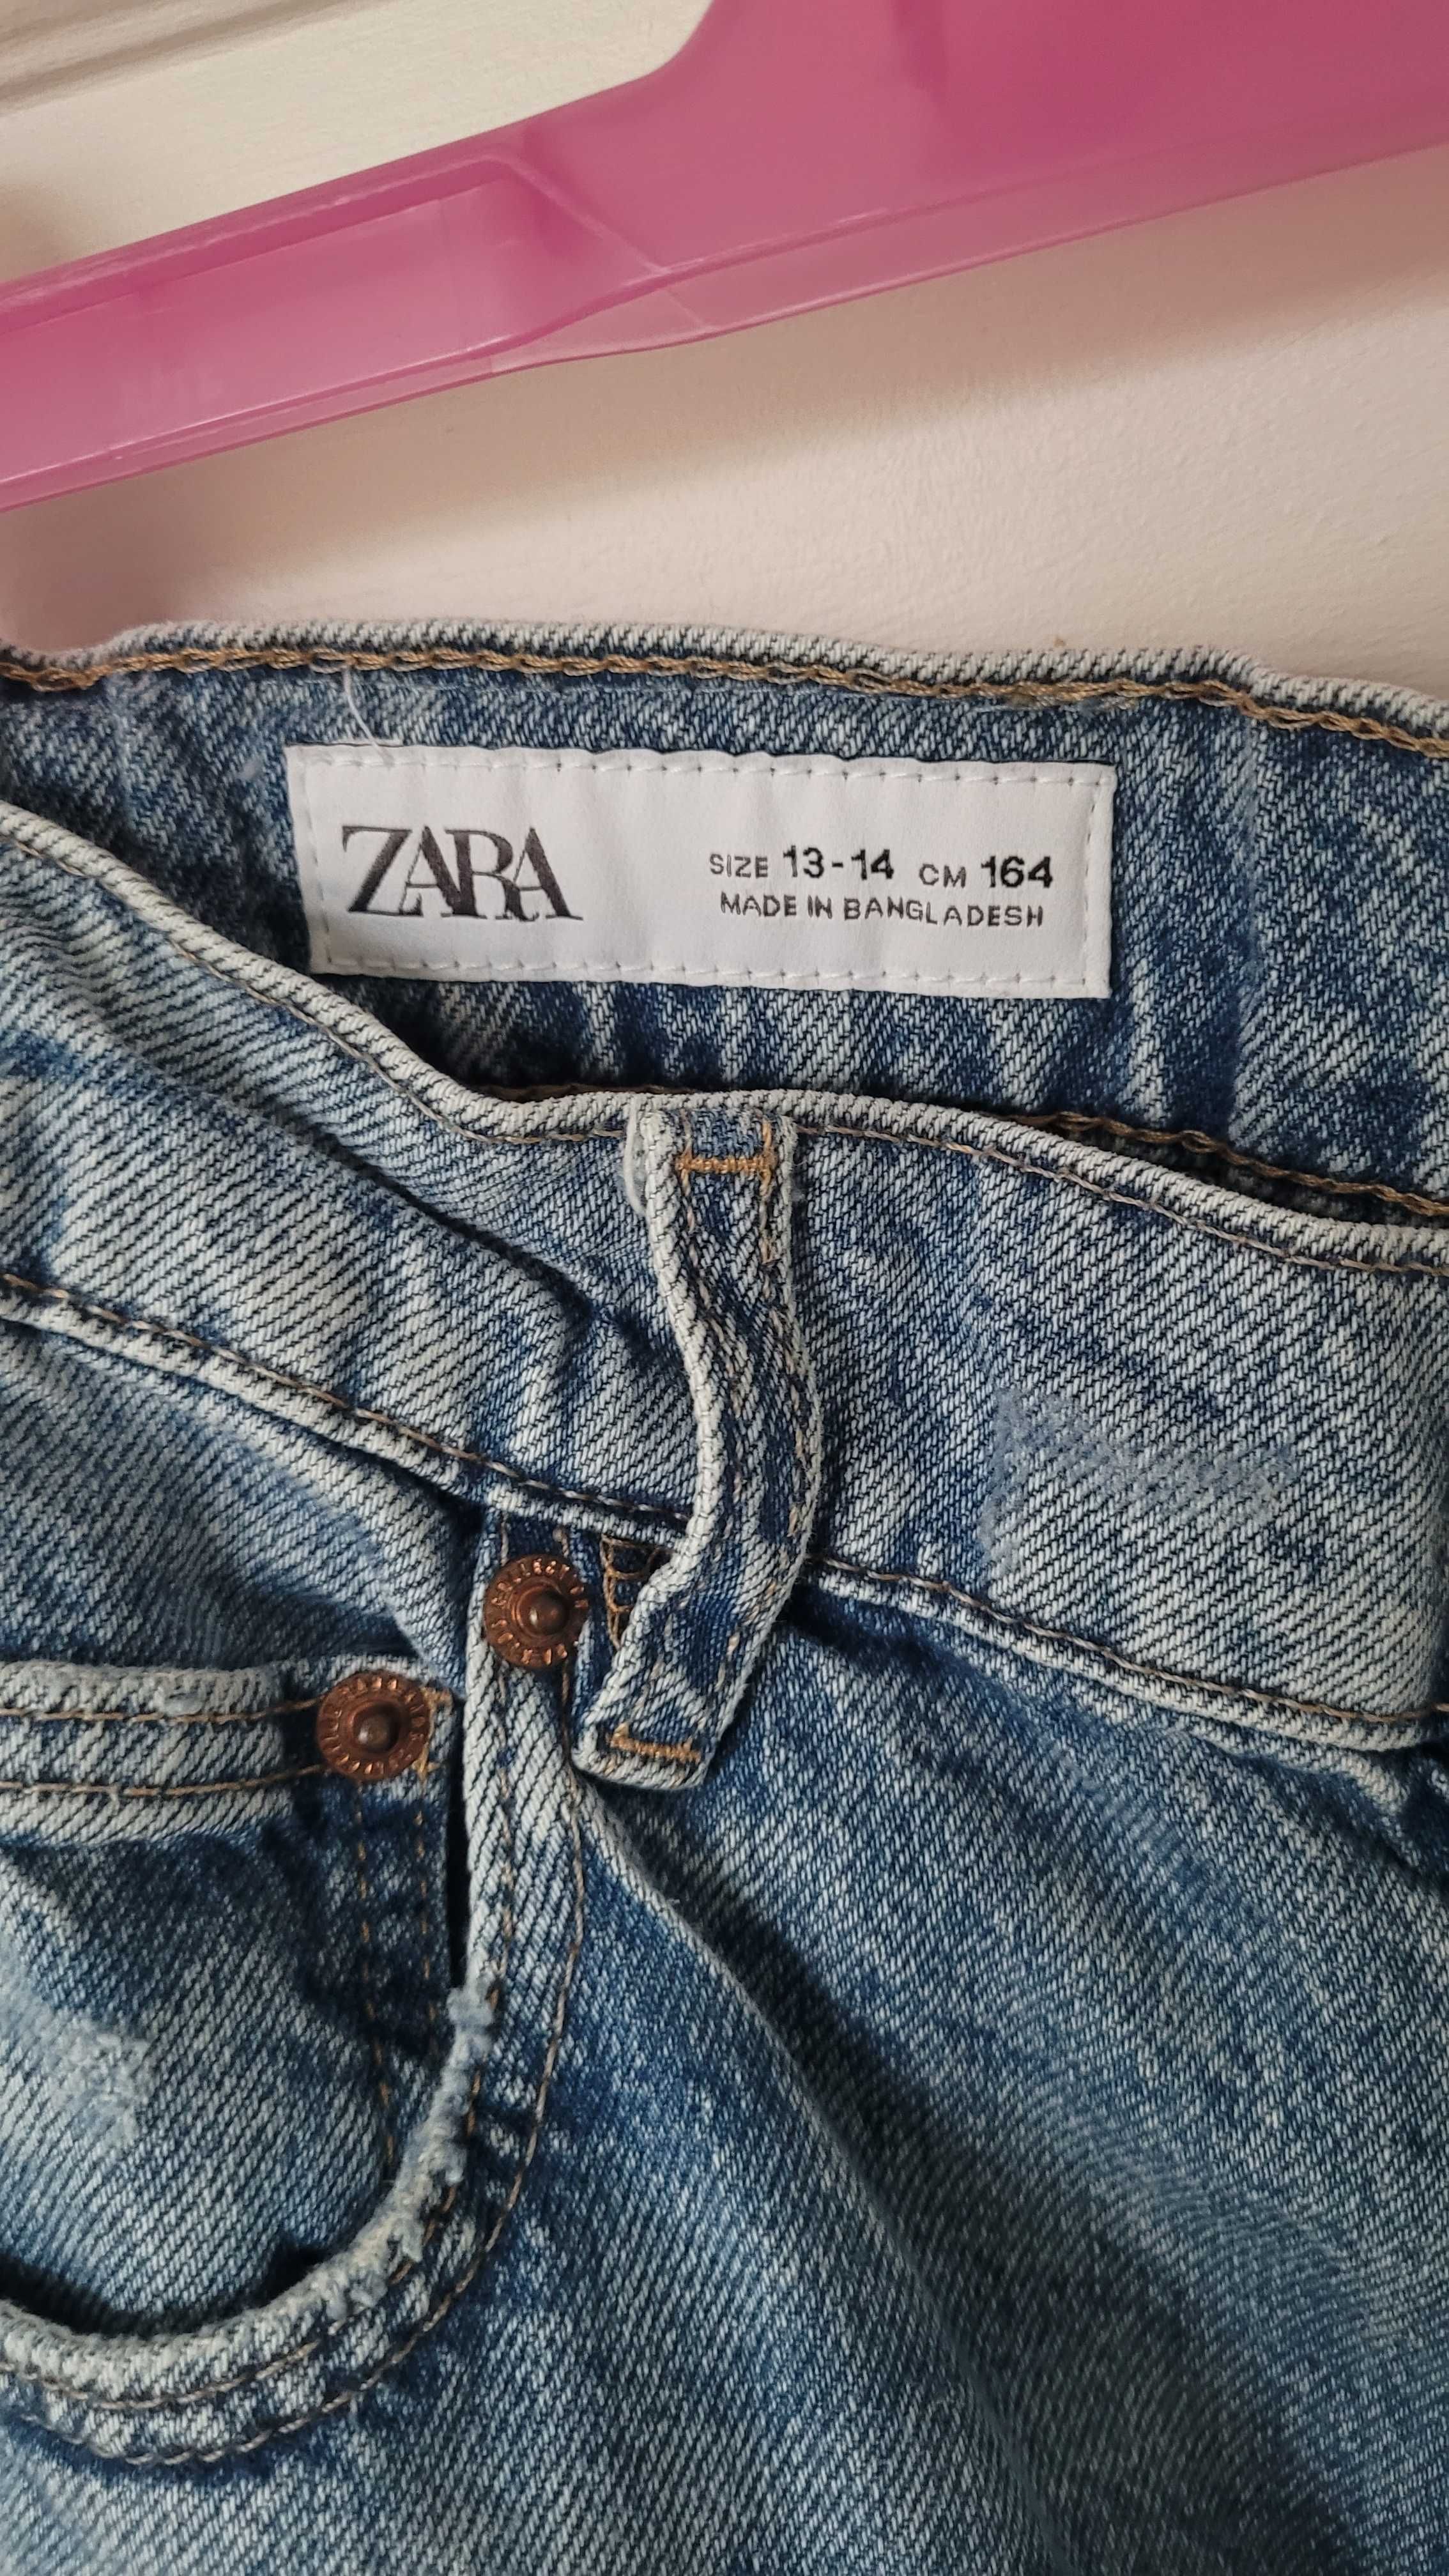 ZARA
SIZE 13-14 CM 164
MADE IN BANGLADESH